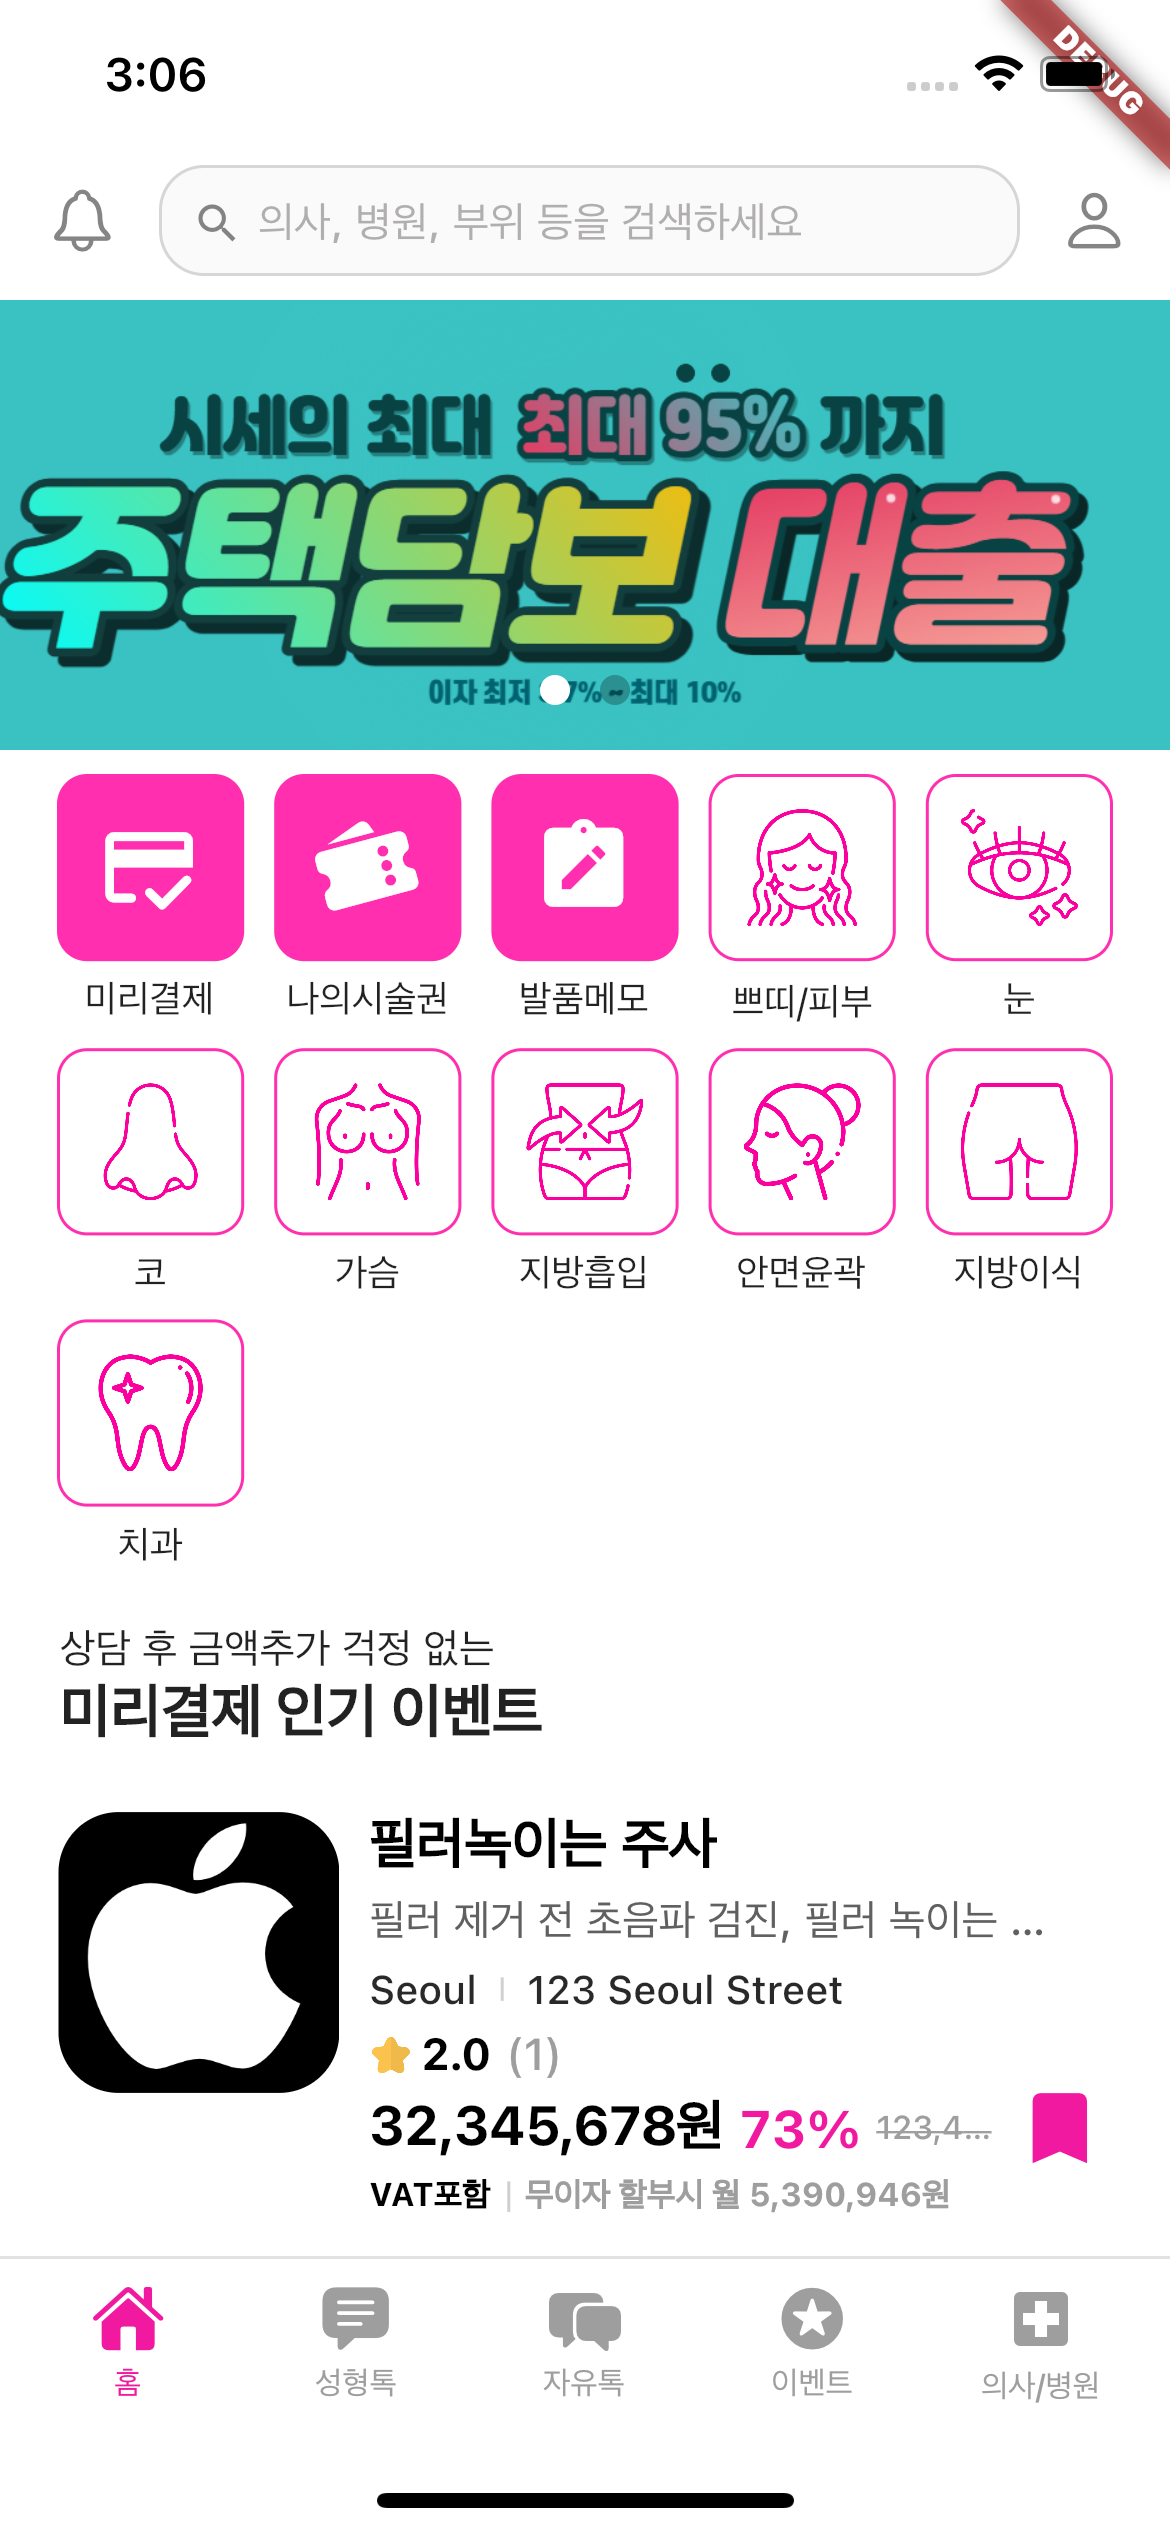 3:06
DEBUG
의사, 병원, 부위 등을 검색하세요
시세의 최대 최대 95% 까지
주택담보 대출
이자 최저 7% ~ 최대 10%
미리결제 나의시술권 발품메모 쁘띠/피부 눈
코 가슴 지방흡입 안면윤곽 지방이식
치과
상담 후 금액추가 걱정 없는
미리결제 인기 이벤트
필러녹이는 주사
필러 제거 전 초음파 검진, 필러 녹이는 ...
Seoul | 123 Seoul Street
2.0 (1)
32,345,678원 73% 123,4...
VAT포함 | 무이자 할부시 월 5,390,946원
홈 성형톡 자유톡 이벤트 의사/병원